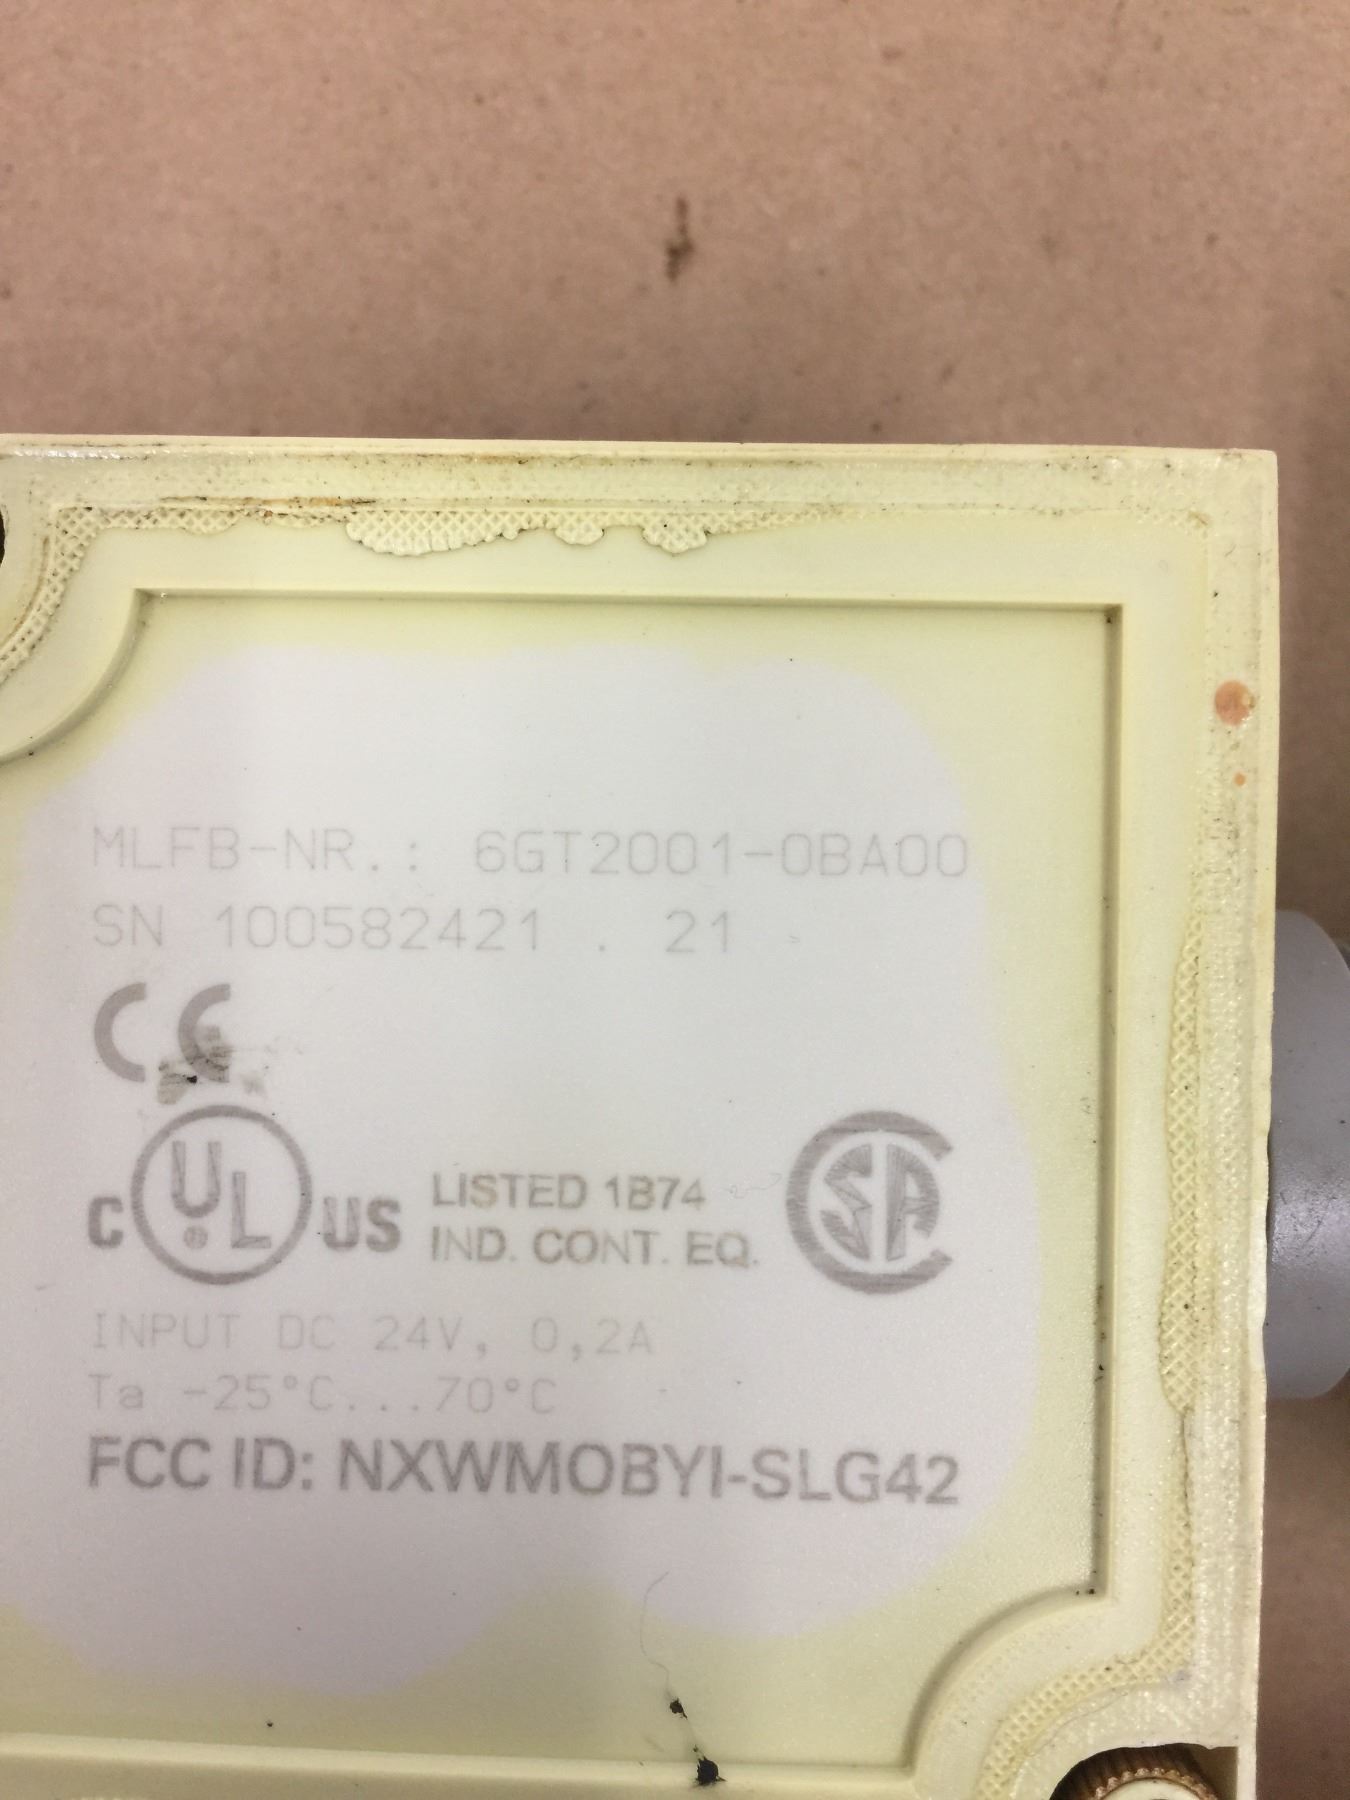 MLFB-NR.: 6GT2001-0BA00
SN 100582421 . 21
CE
C UL® US LISTED 1B74 SA
IND. CONT. EQ.
INPUT DC 24V, 0,2A
Ta -25°C...70°C
FCC ID: NXWMOBYI-SLG42